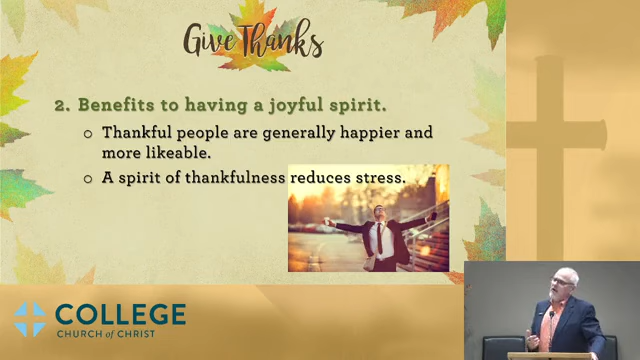 Give Thanks
2. Benefits to having a joyful spirit.
o Thankful people are generally happier and
more likeable.
o A spirit of thankfulness reduces stress.
COLLEGE
CHURCH of CHRIST